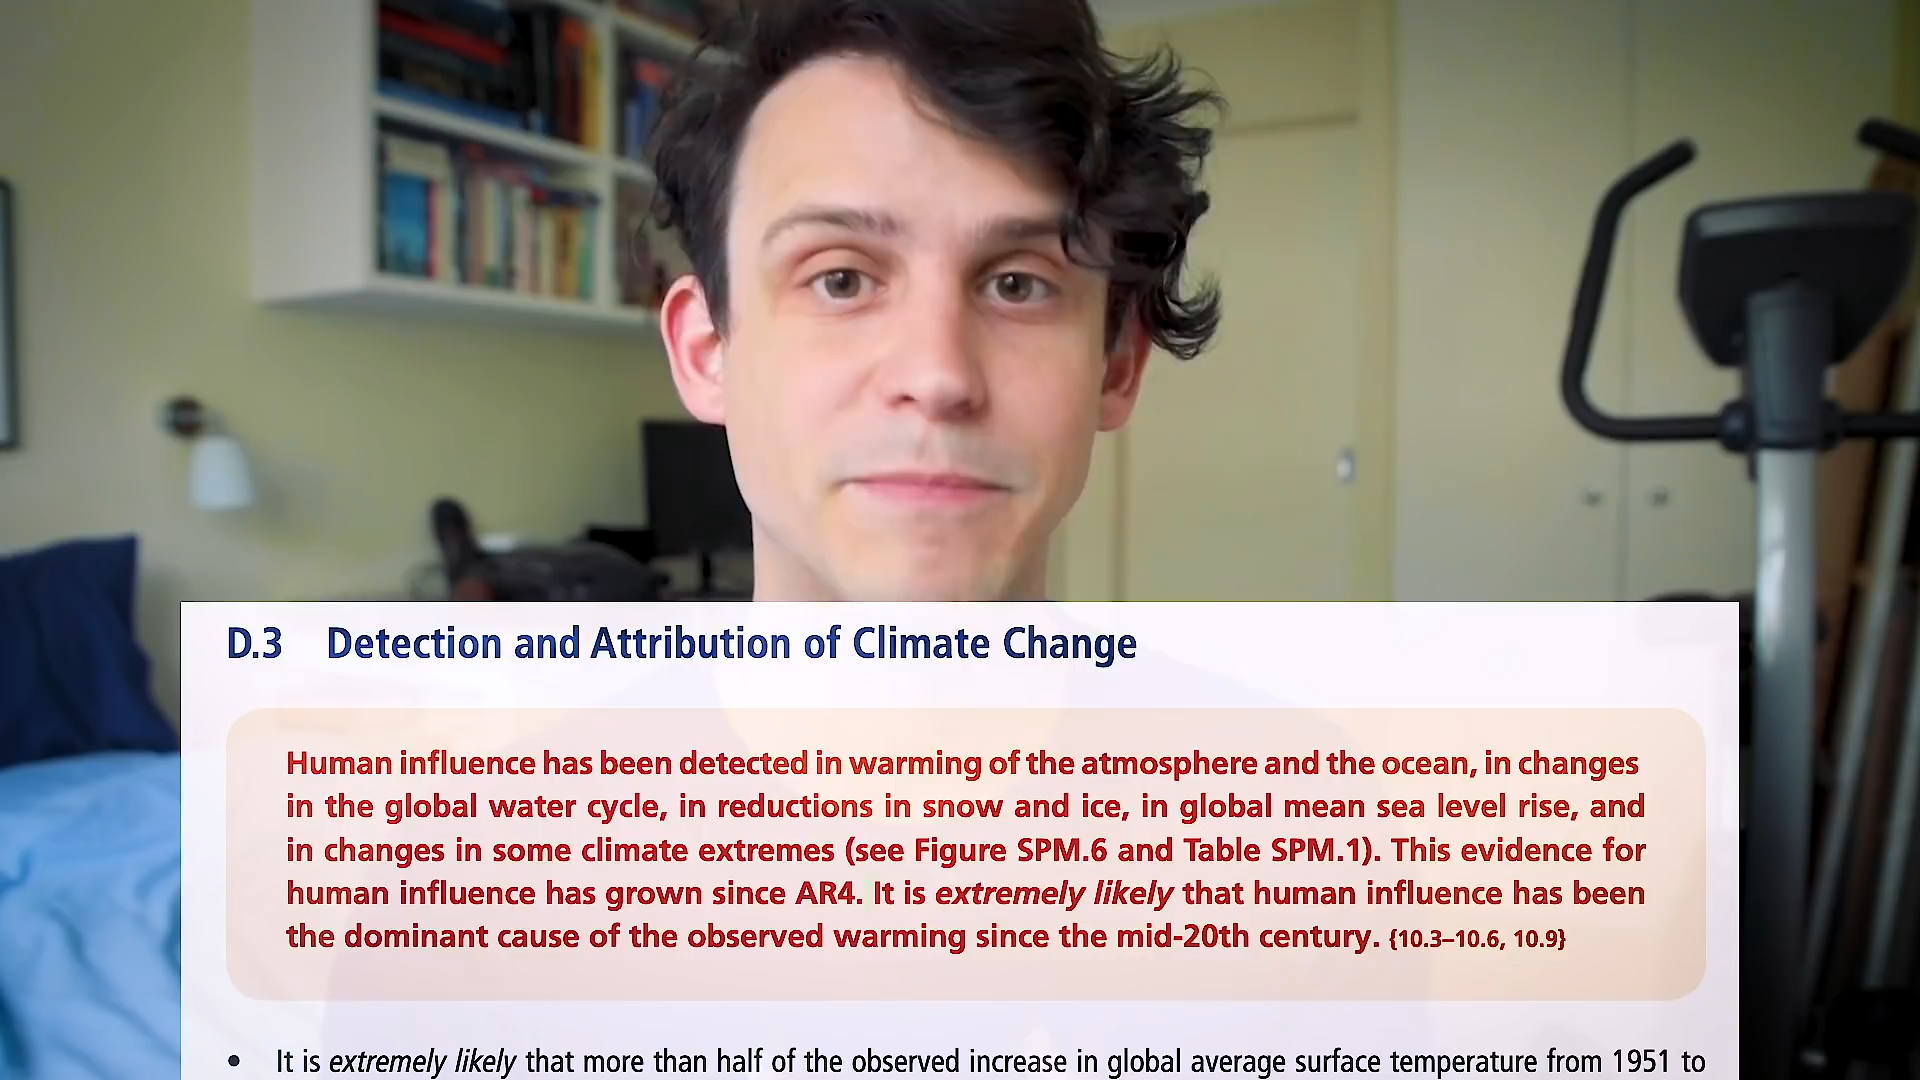 D.3 Detection and Attribution of Climate Change
Human influence has been detected in warming of the atmosphere and the ocean, in changes
in the global water cycle, in reductions in snow and ice, in global mean sea level rise, and
in changes in some climate extremes (see Figure SPM.6 and Table SPM.1). This evidence for
human influence has grown since AR4. It is extremely likely that human influence has been
the dominant cause of the observed warming since the mid-20th century. {10.3–10.6, 10.9}
• It is extremely likely that more than half of the observed increase in global average surface temperature from 1951 to